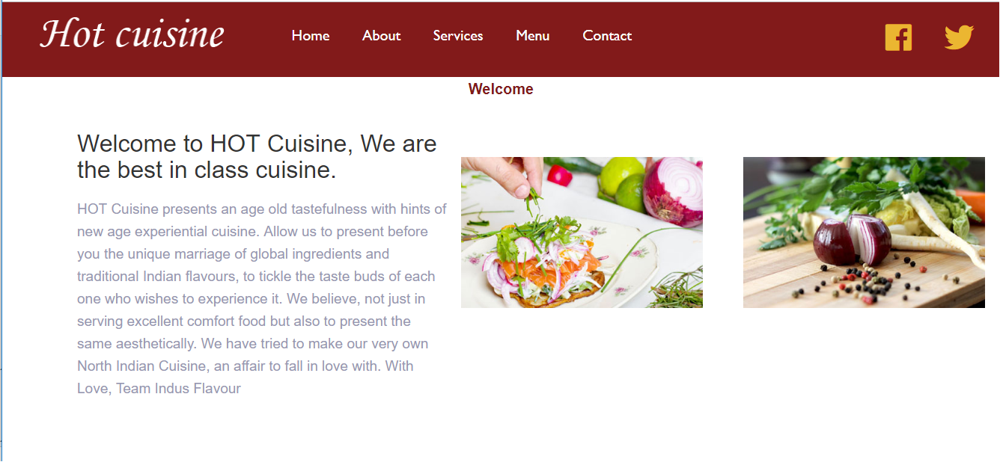 Hot cuisine
Home About Services Menu Contact
Welcome
Welcome to HOT Cuisine, We are
the best in class cuisine.
HOT Cuisine presents an age old tastefulness with hints of
new age experiential cuisine. Allow us to present before
you the unique marriage of global ingredients and
traditional Indian flavours, to tickle the taste buds of each
one who wishes to experience it. We believe, not just in
serving excellent comfort food but also to present the
same aesthetically. We have tried to make our very own
North Indian Cuisine, an affair to fall in love with. With
Love, Team Indus Flavour